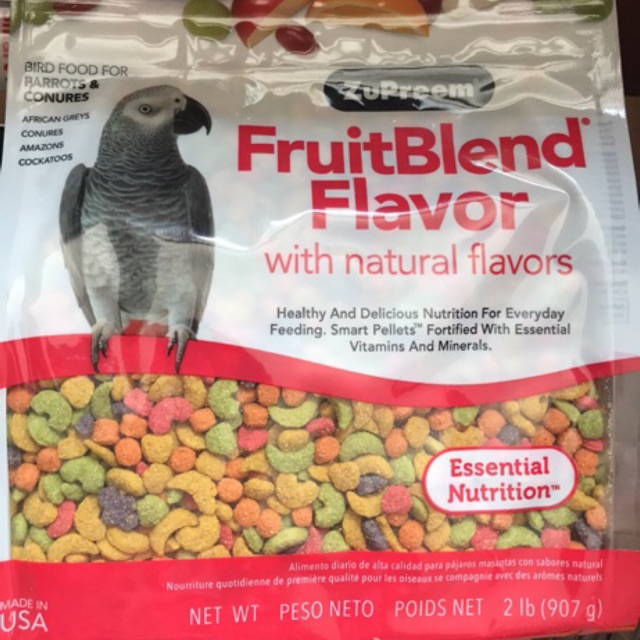 BIRD FOOD FOR
PARROTS &
CONURES
AFRICAN GREYS
CONURES
AMAZONS
COCKATOOS
ZuPreem
FruitBlend®
Flavor
with natural flavors
Healthy And Delicious Nutrition For Everyday
Feeding. Smart Pellets™ Fortified With Essential
Vitamins And Minerals.
Essential
Nutrition™
Alimento diario de alta calidad para pájaros mascotas con sabores natural
Nourriture quotidienne de première qualité pour les oiseaux se compagnie avec des arômes naturels
MADE IN
USA
NET WT PESO NETO POIDS NET 2 lb (907 g)